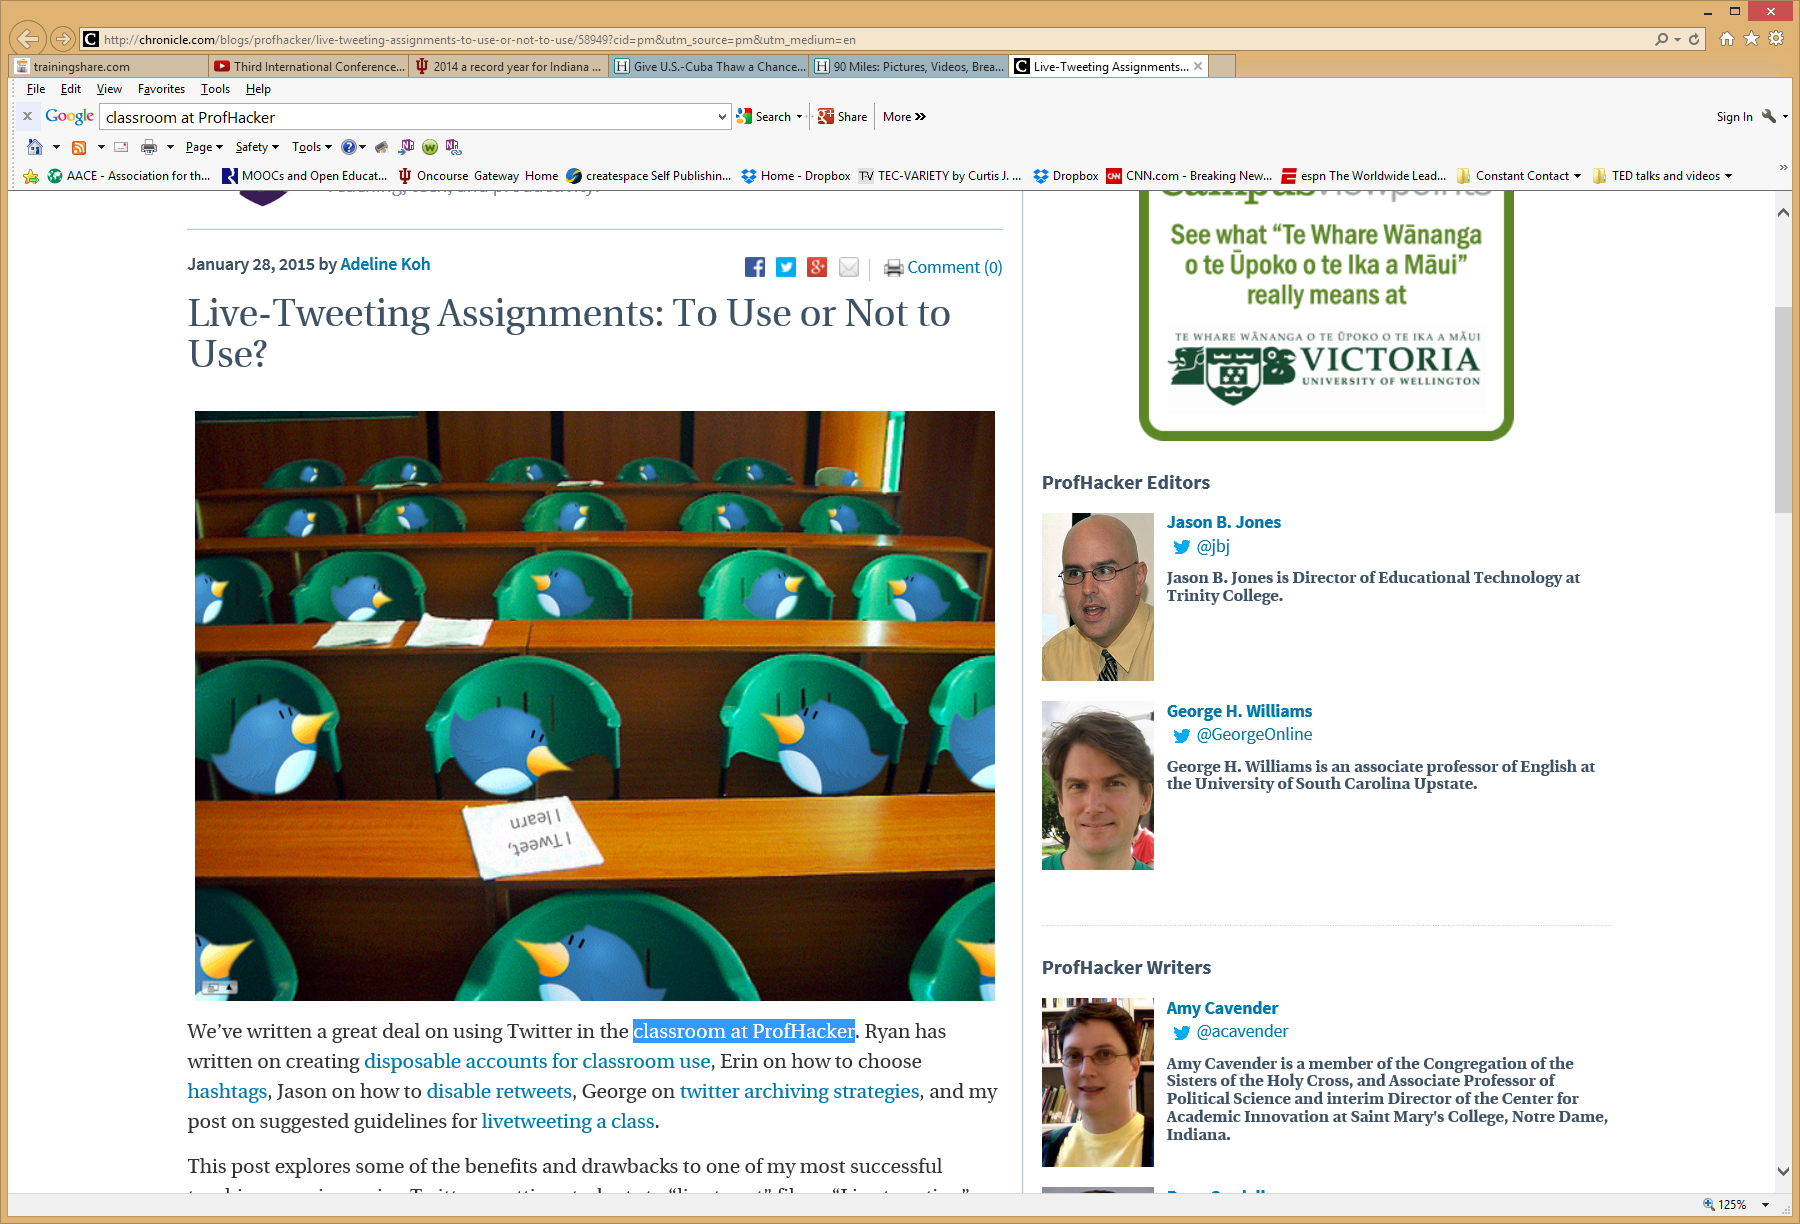 http://chronicle.com/blogs/profhacker/live-tweeting-assignments-to-use-or-not-to-use/58949?cid=pm&utm_source=pm&utm_medium=en
trainingshare.com
Third International Conference...
2014 a record year for Indiana ...
Give U.S.-Cuba Thaw a Chance...
90 Miles: Pictures, Videos, Brea...
Live-Tweeting Assignments...
File Edit View Favorites Tools Help
x Google classroom at ProfHacker Search Share More » Sign In
Page Safety Tools
AACE - Association for th... MOOCs and Open Educat... Oncourse Gateway Home createspace Self Publishin... Home - Dropbox TEC-VARIETY by Curtis J. ... Dropbox CNN.com - Breaking New... espn The Worldwide Lead... Constant Contact TED talks and videos
January 28, 2015 by Adeline Koh
Comment (0)
Live-Tweeting Assignments: To Use or Not to
Use?
I Tweet,
I learn
We've written a great deal on using Twitter in the classroom at ProfHacker. Ryan has
written on creating disposable accounts for classroom use, Erin on how to choose
hashtags, Jason on how to disable retweets, George on twitter archiving strategies, and my
post on suggested guidelines for livetweeting a class.
This post explores some of the benefits and drawbacks to one of my most successful
See what “Te Whare Wānanga
o te Ūpoko o te Ika a Māui”
really means at
TE WHARE WĀNANGA O TE ŪPOKO O TE IKA A MĀUI
VICTORIA
UNIVERSITY OF WELLINGTON
ProfHacker Editors
Jason B. Jones
@jbj
Jason B. Jones is Director of Educational Technology at
Trinity College.
George H. Williams
@GeorgeOnline
George H. Williams is an associate professor of English at
the University of South Carolina Upstate.
ProfHacker Writers
Amy Cavender
@acavender
Amy Cavender is a member of the Congregation of the
Sisters of the Holy Cross, and Associate Professor of
Political Science and interim Director of the Center for
Academic Innovation at Saint Mary's College, Notre Dame,
Indiana.
125%